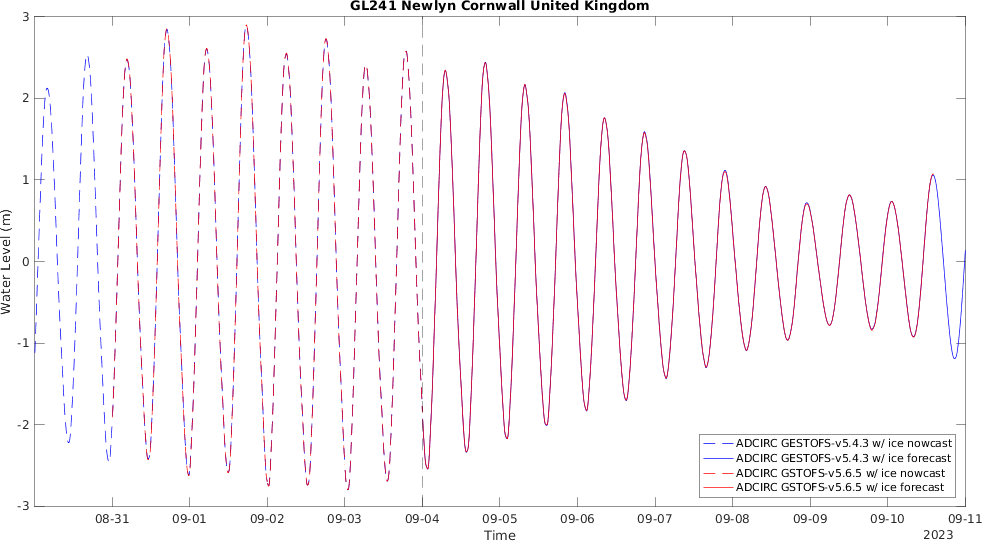 GL241 Newlyn Cornwall United Kingdom
3
2
1
0
-1
-2
-3
Water Level (m)
08-31
09-01
09-02
09-03
09-04
09-05
09-06
09-07
09-08
09-09
09-10
09-11
Time
2023
ADCIRC GESTOFS-v5.4.3 w/ ice nowcast
ADCIRC GESTOFS-v5.4.3 w/ ice forecast
ADCIRC GSTOFS-v5.6.5 w/ ice nowcast
ADCIRC GSTOFS-v5.6.5 w/ ice forecast